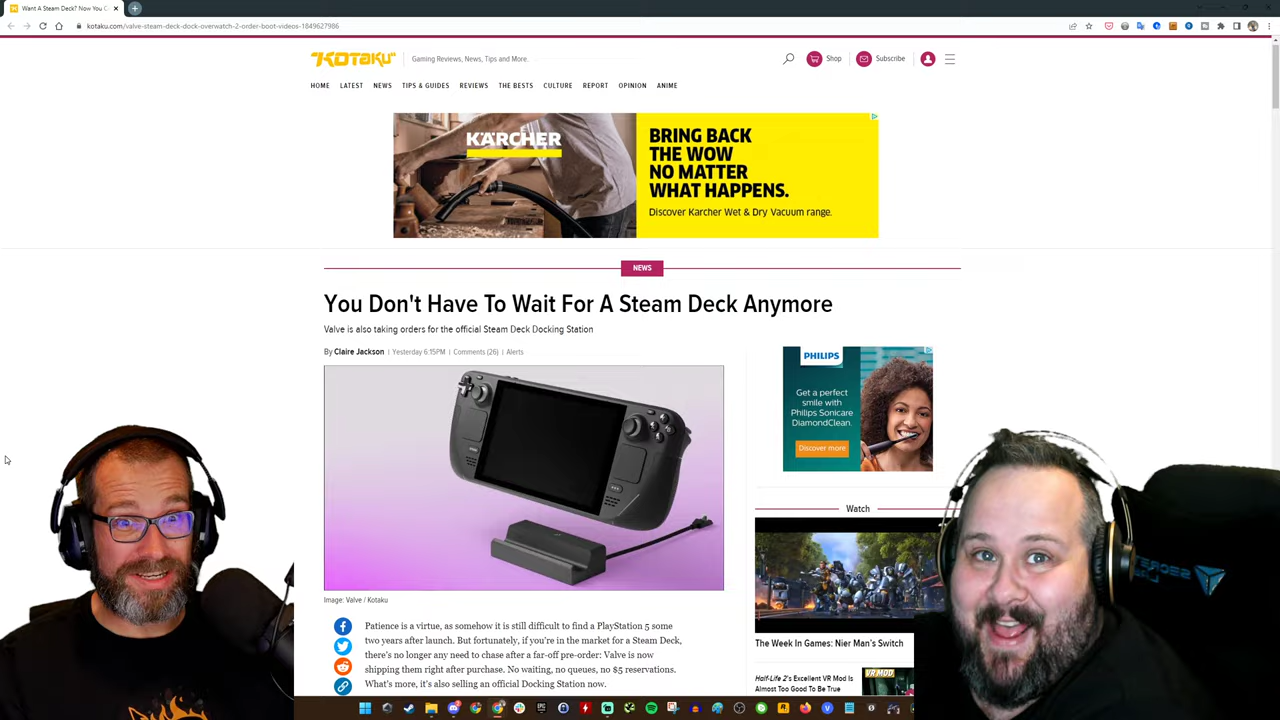 Want A Steam Deck? Now You C
kotaku.com/valve-steam-deck-dock-overwatch-2-order-boot-videos-1849627986
KOTAKU
Gaming Reviews, News, Tips and More.
Shop
Subscribe
HOME LATEST NEWS TIPS & GUIDES REVIEWS THE BESTS CULTURE REPORT OPINION ANIME
KÄRCHER
BRING BACK
THE WOW
NO MATTER
WHAT HAPPENS.
Discover Karcher Wet & Dry Vacuum range.
NEWS
You Don't Have To Wait For A Steam Deck Anymore
Valve is also taking orders for the official Steam Deck Docking Station
By Claire Jackson | Yesterday 6:15PM | Comments (26) | Alerts
Image: Valve / Kotaku
Patience is a virtue, as somehow it is still difficult to find a PlayStation 5 some
two years after launch. But fortunately, if you're in the market for a Steam Deck,
there's no longer any need to chase after a far-off pre-order: Valve is now
shipping them right after purchase. No waiting, no queues, no $5 reservations.
What's more, it's also selling an official Docking Station now.
PHILIPS
Get a perfect
smile with
Philips Sonicare
DiamondClean.
Discover more
Watch
The Week In Games: Nier Man's Switch
Half-Life 2's Excellent VR Mod Is
Almost Too Good To Be True
VR MOD